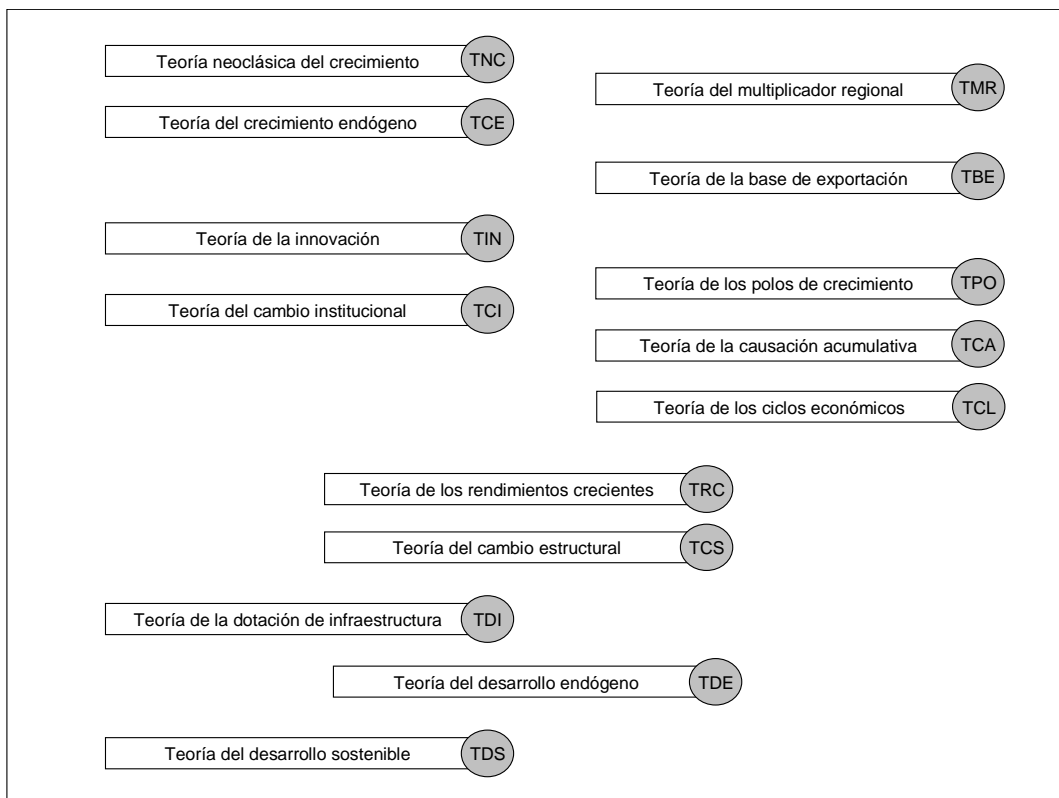 Teoría neoclásica del crecimiento TNC
Teoría del multiplicador regional TMR
Teoría del crecimiento endógeno TCE
Teoría de la base de exportación TBE
Teoría de la innovación TIN
Teoría de los polos de crecimiento TPO
Teoría del cambio institucional TCI
Teoría de la causación acumulativa TCA
Teoría de los ciclos económicos TCL
Teoría de los rendimientos crecientes TRC
Teoría del cambio estructural TCS
Teoría de la dotación de infraestructura TDI
Teoría del desarrollo endógeno TDE
Teoría del desarrollo sostenible TDS